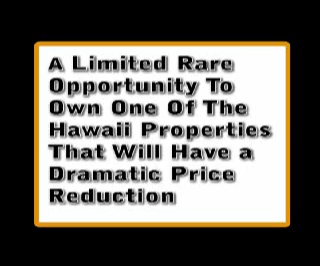 A Limited Rare
Opportunity To
Own One Of The
Hawaii Properties
That Will Have a
Dramatic Price
Reduction